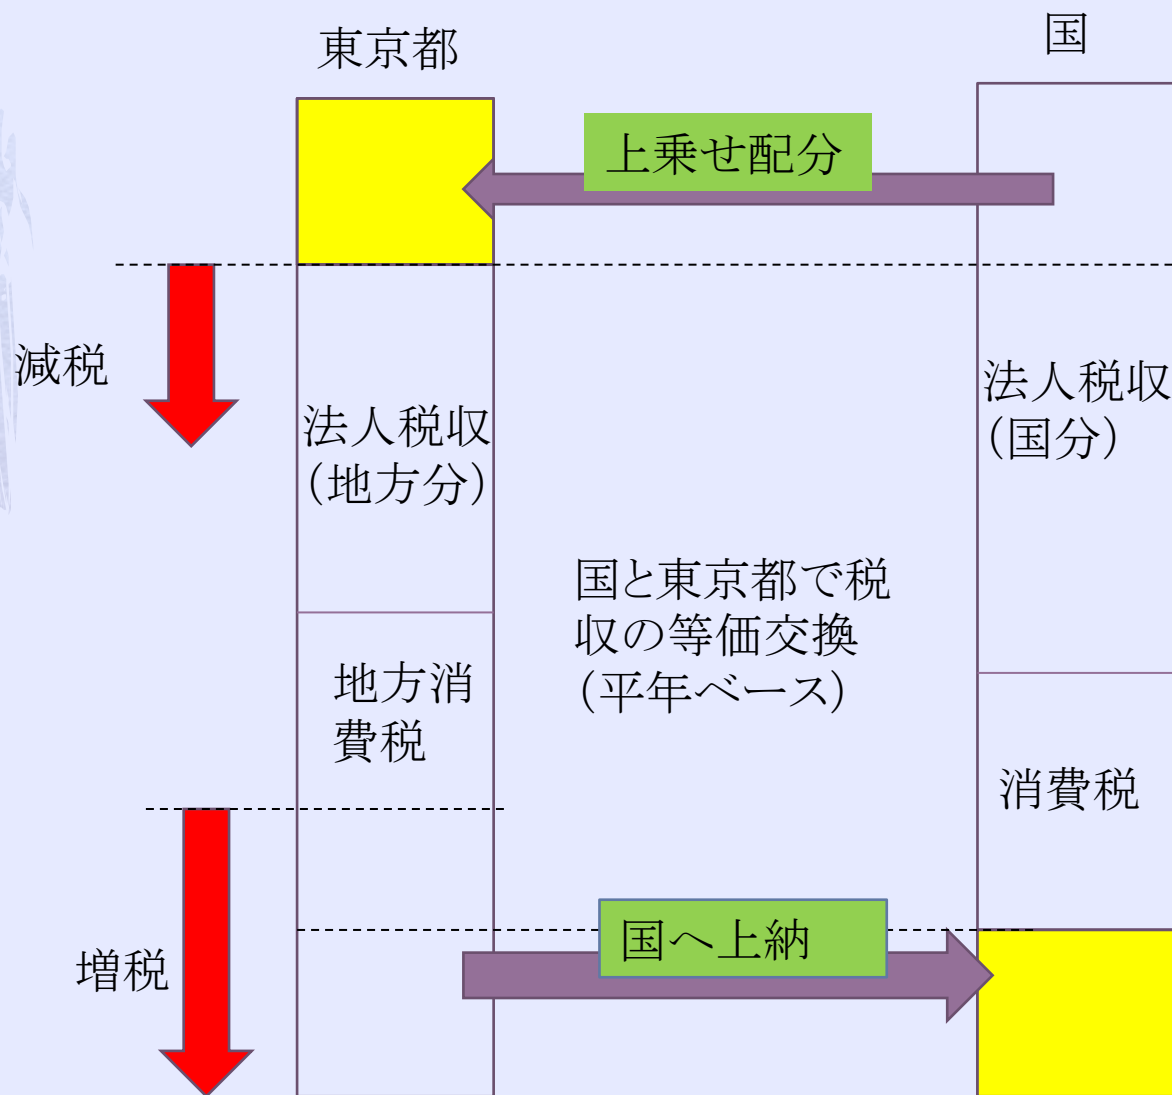 東京都
国
上乗せ配分
減税
法人税収
（地方分）
法人税収
（国分）
国と東京都で税
収の等価交換
（平年ベース）
地方消
費税
消費税
国へ上納
増税